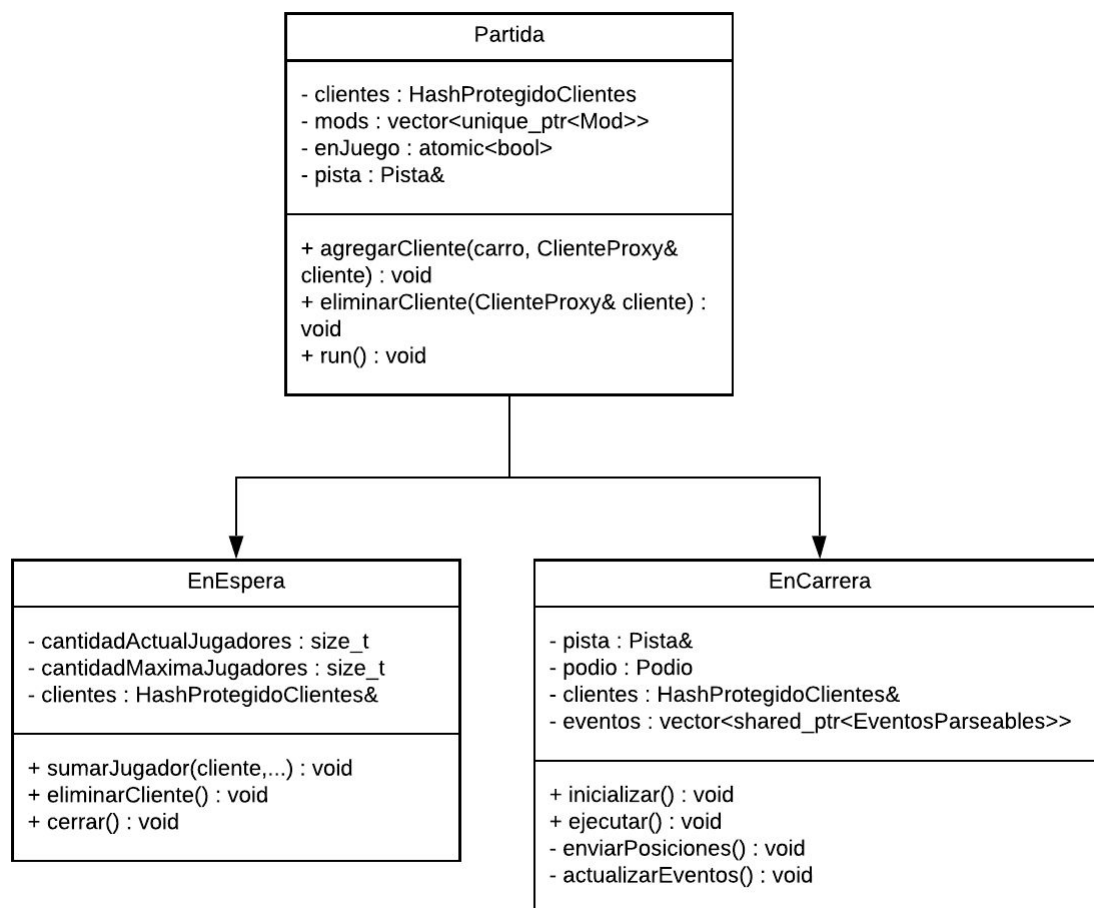 Partida
- clientes : HashProtegidoClientes
- mods : vector<unique_ptr<Mod>>
- enJuego : atomic<bool>
- pista : Pista&
+ agregarCliente(carro, ClienteProxy&
cliente) : void
+ eliminarCliente(ClienteProxy& cliente) :
void
+ run() : void
EnEspera
- cantidadActualJugadores : size_t
- cantidadMaximaJugadores : size_t
- clientes : HashProtegidoClientes&
+ sumarJugador(cliente,...) : void
+ eliminarCliente() : void
+ cerrar() : void
EnCarrera
- pista : Pista&
- podio : Podio
- clientes : HashProtegidoClientes&
- eventos : vector<shared_ptr<EventosParseables>>
+ inicializar() : void
+ ejecutar() : void
- enviarPosiciones() : void
- actualizarEventos() : void